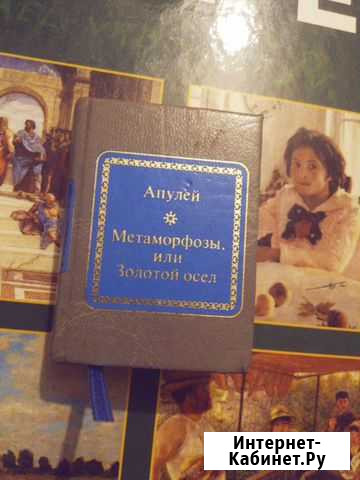 Апулей
Метаморфозы,
или
Золотой осел
Интернет-
Кабинет.Ру